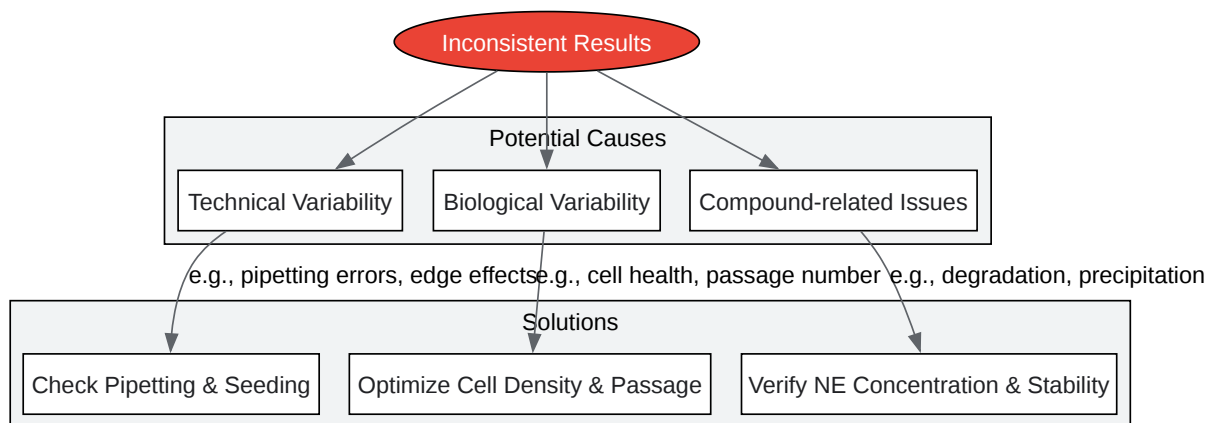 Inconsistent Results
Potential Causes
Technical Variability
Biological Variability
Compound-related Issues
e.g., pipetting errors, edge effects
e.g., cell health, passage number
e.g., degradation, precipitation
Solutions
Check Pipetting & Seeding
Optimize Cell Density & Passage
Verify NE Concentration & Stability